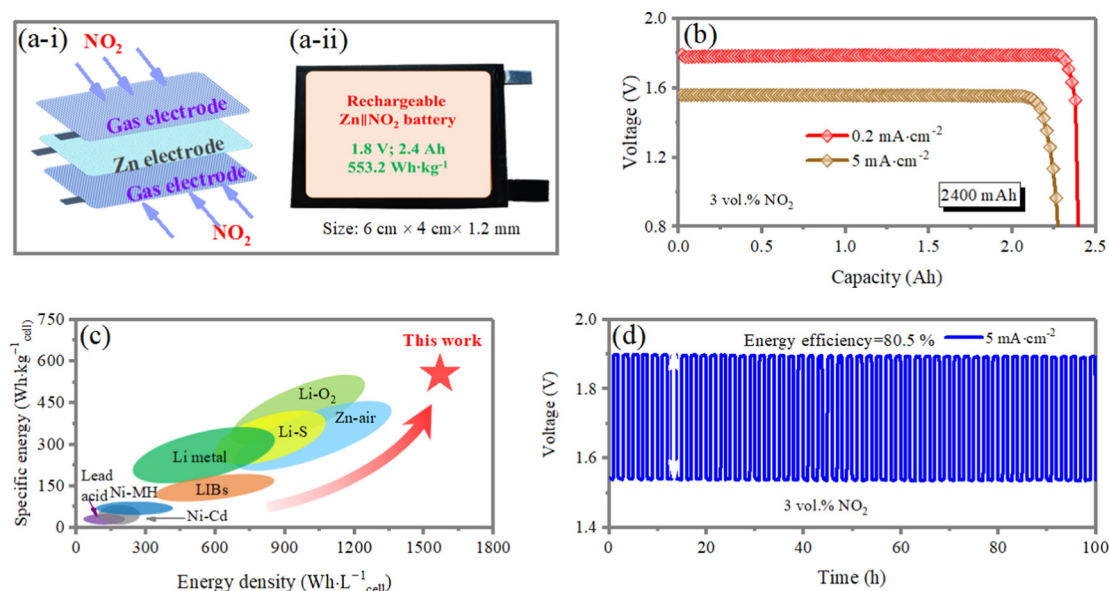 (a-i)
NO₂
Gas electrode
Zn electrode
Gas electrode
NO₂
(a-ii)
Rechargeable
Zn||NO₂ battery
1.8 V; 2.4 Ah
553.2 Wh·kg⁻¹
Size: 6 cm × 4 cm× 1.2 mm
(b)
2.0
1.6
1.2
0.8
Voltage (V)
0.2 mA·cm⁻²
5 mA·cm⁻²
3 vol.% NO₂
2400 mAh
0.0 0.5 1.0 1.5 2.0 2.5
Capacity (Ah)
(c)
750
600
450
300
150
0
Specific energy (Wh·kg⁻¹cell)
This work
Li-O₂
Zn-air
Li-S
Li metal
LIBs
Lead
acid
Ni-MH
Ni-Cd
0 300 600 900 1200 1500 1800
Energy density (Wh·L⁻¹cell)
(d)
2.0
1.8
1.6
1.4
Voltage (V)
Energy efficiency=80.5 %
5 mA·cm⁻²
3 vol.% NO₂
0 20 40 60 80 100
Time (h)